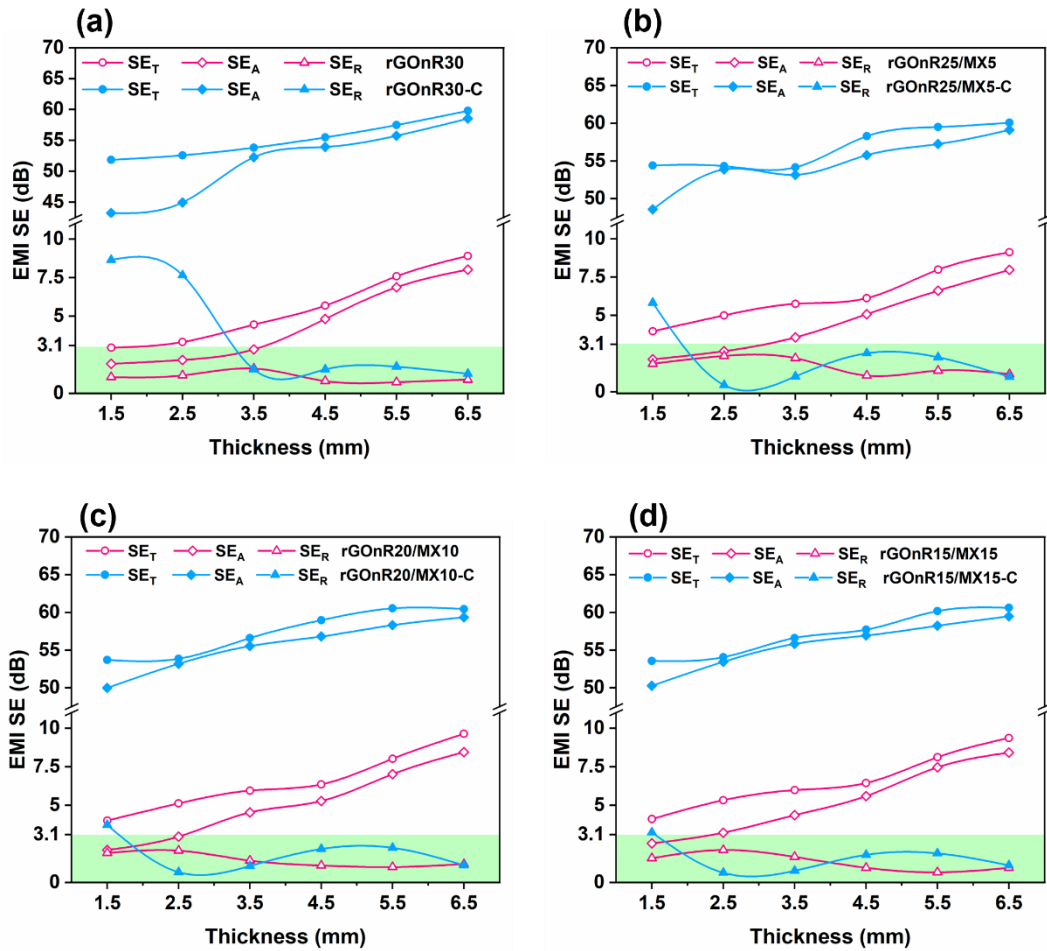 (a)
70
65
60
55
50
45
10
7.5
5
3.1
0
EMI SE (dB)
SE_T SE_A SE_R rGOnR30
SE_T SE_A SE_R rGOnR30-C
1.5 2.5 3.5 4.5 5.5 6.5
Thickness (mm)
(b)
70
65
60
55
50
10
7.5
5
3.1
0
EMI SE (dB)
SE_T SE_A SE_R rGOnR25/MX5
SE_T SE_A SE_R rGOnR25/MX5-C
1.5 2.5 3.5 4.5 5.5 6.5
Thickness (mm)
(c)
70
65
60
55
50
10
7.5
5
3.1
0
EMI SE (dB)
SE_T SE_A SE_R rGOnR20/MX10
SE_T SE_A SE_R rGOnR20/MX10-C
1.5 2.5 3.5 4.5 5.5 6.5
Thickness (mm)
(d)
70
65
60
55
50
10
7.5
5
3.1
0
EMI SE (dB)
SE_T SE_A SE_R rGOnR15/MX15
SE_T SE_A SE_R rGOnR15/MX15-C
1.5 2.5 3.5 4.5 5.5 6.5
Thickness (mm)